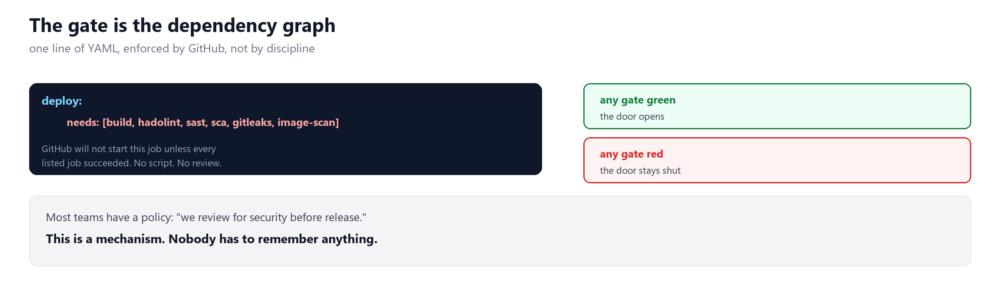 The gate is the dependency graph
one line of YAML, enforced by GitHub, not by discipline
deploy:
needs: [build, hadolint, sast, sca, gitleaks, image-scan]
GitHub will not start this job unless every
listed job succeeded. No script. No review.
any gate green
the door opens
any gate red
the door stays shut
Most teams have a policy: "we review for security before release."
This is a mechanism. Nobody has to remember anything.